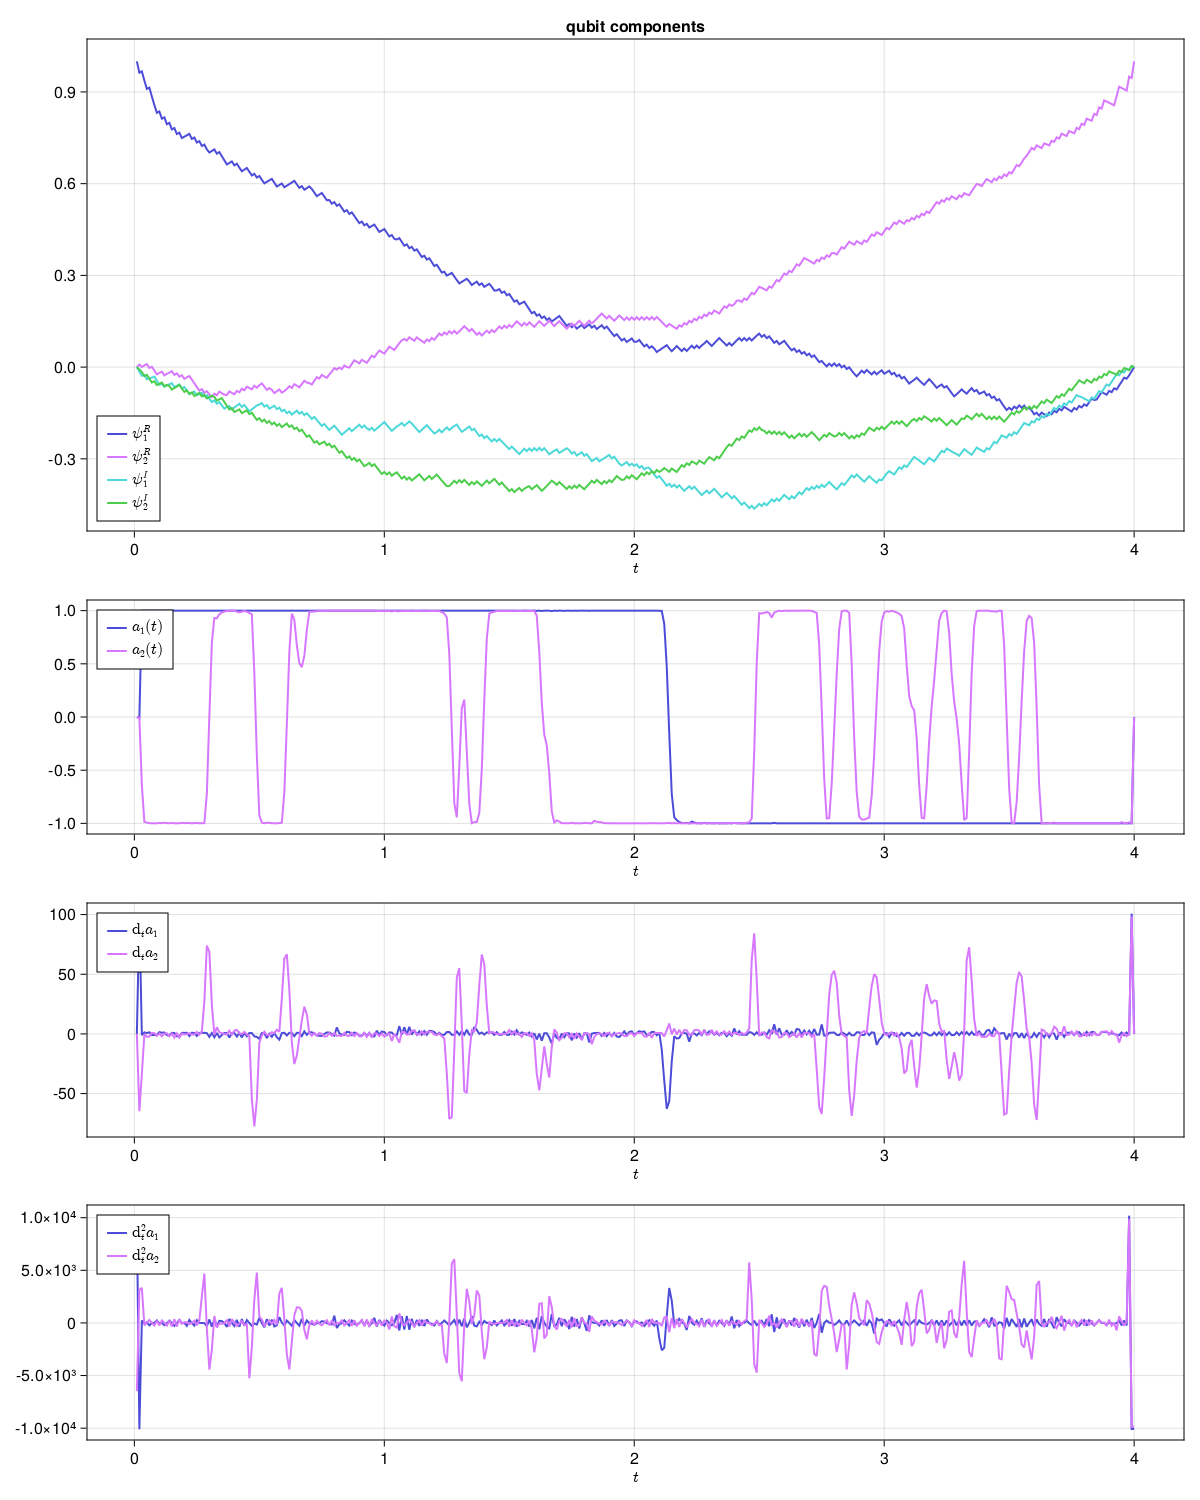 qubit components
0.9
0.6
0.3
0.0
-0.3
ψ₁ᴿ
ψ₂ᴿ
ψ₁ᴵ
ψ₂ᴵ
0 1 2 3 4
t
1.0
0.5
0.0
-0.5
-1.0
a₁(t)
a₂(t)
0 1 2 3 4
t
100
50
0
-50
dₜa₁
dₜa₂
0 1 2 3 4
t
1.0×10⁴
5.0×10³
0
-5.0×10³
-1.0×10⁴
d²ₜa₁
d²ₜa₂
0 1 2 3 4
t